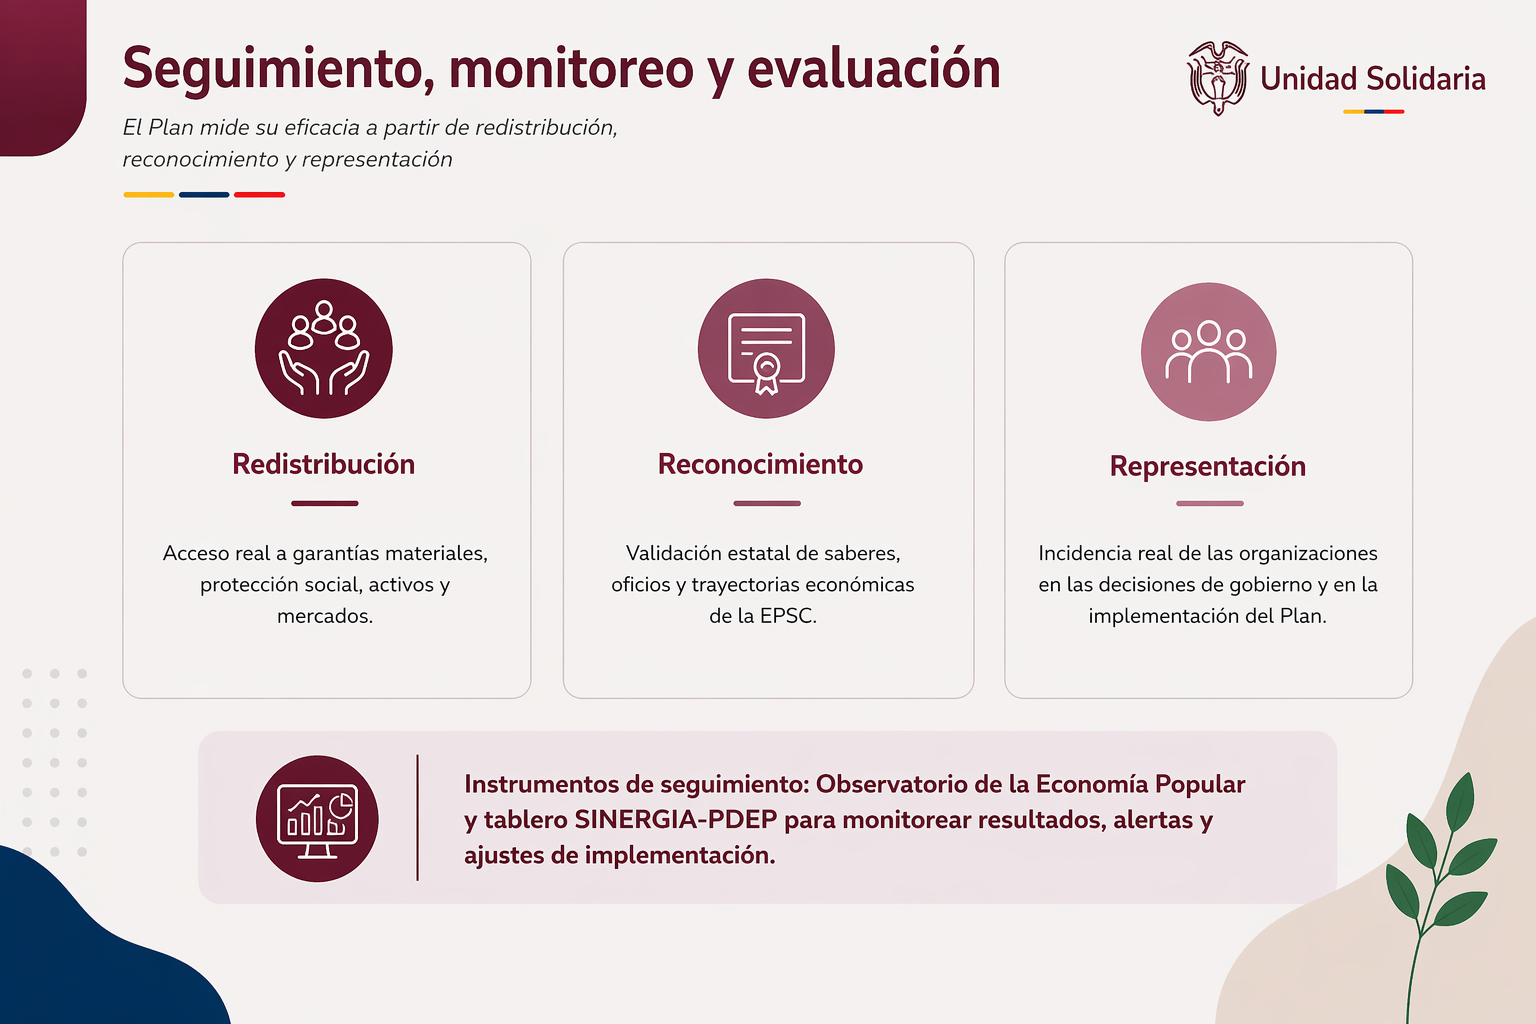 Seguimiento, monitoreo y evaluación
Unidad Solidaria
El Plan mide su eficacia a partir de redistribución,
reconocimiento y representación
Redistribución
Acceso real a garantías materiales,
protección social, activos y
mercados.
Reconocimiento
Validación estatal de saberes,
oficios y trayectorias económicas
de la EPSC.
Representación
Incidencia real de las organizaciones
en las decisiones de gobierno y en la
implementación del Plan.
Instrumentos de seguimiento: Observatorio de la Economía Popular
y tablero SINERGIA-PDEP para monitorear resultados, alertas y
ajustes de implementación.